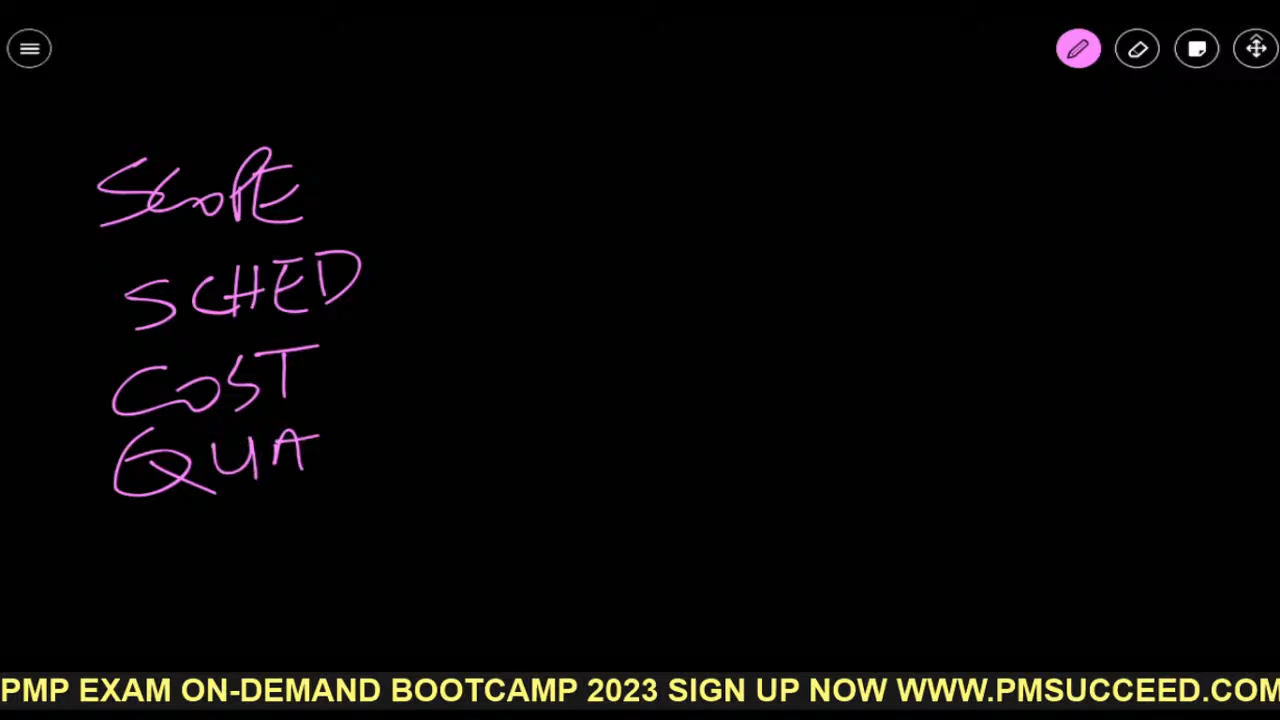 SCOPE
SCHED
COST
QUA
PMP EXAM ON-DEMAND BOOTCAMP 2023 SIGN UP NOW WWW.PMSUCCEED.COM